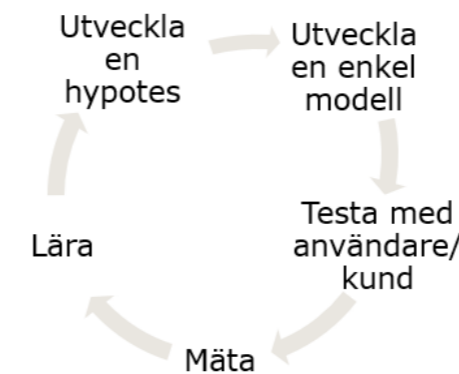 Utveckla
en
hypotes
Utveckla
en enkel
modell
Testa med
användare/
kund
Mäta
Lära